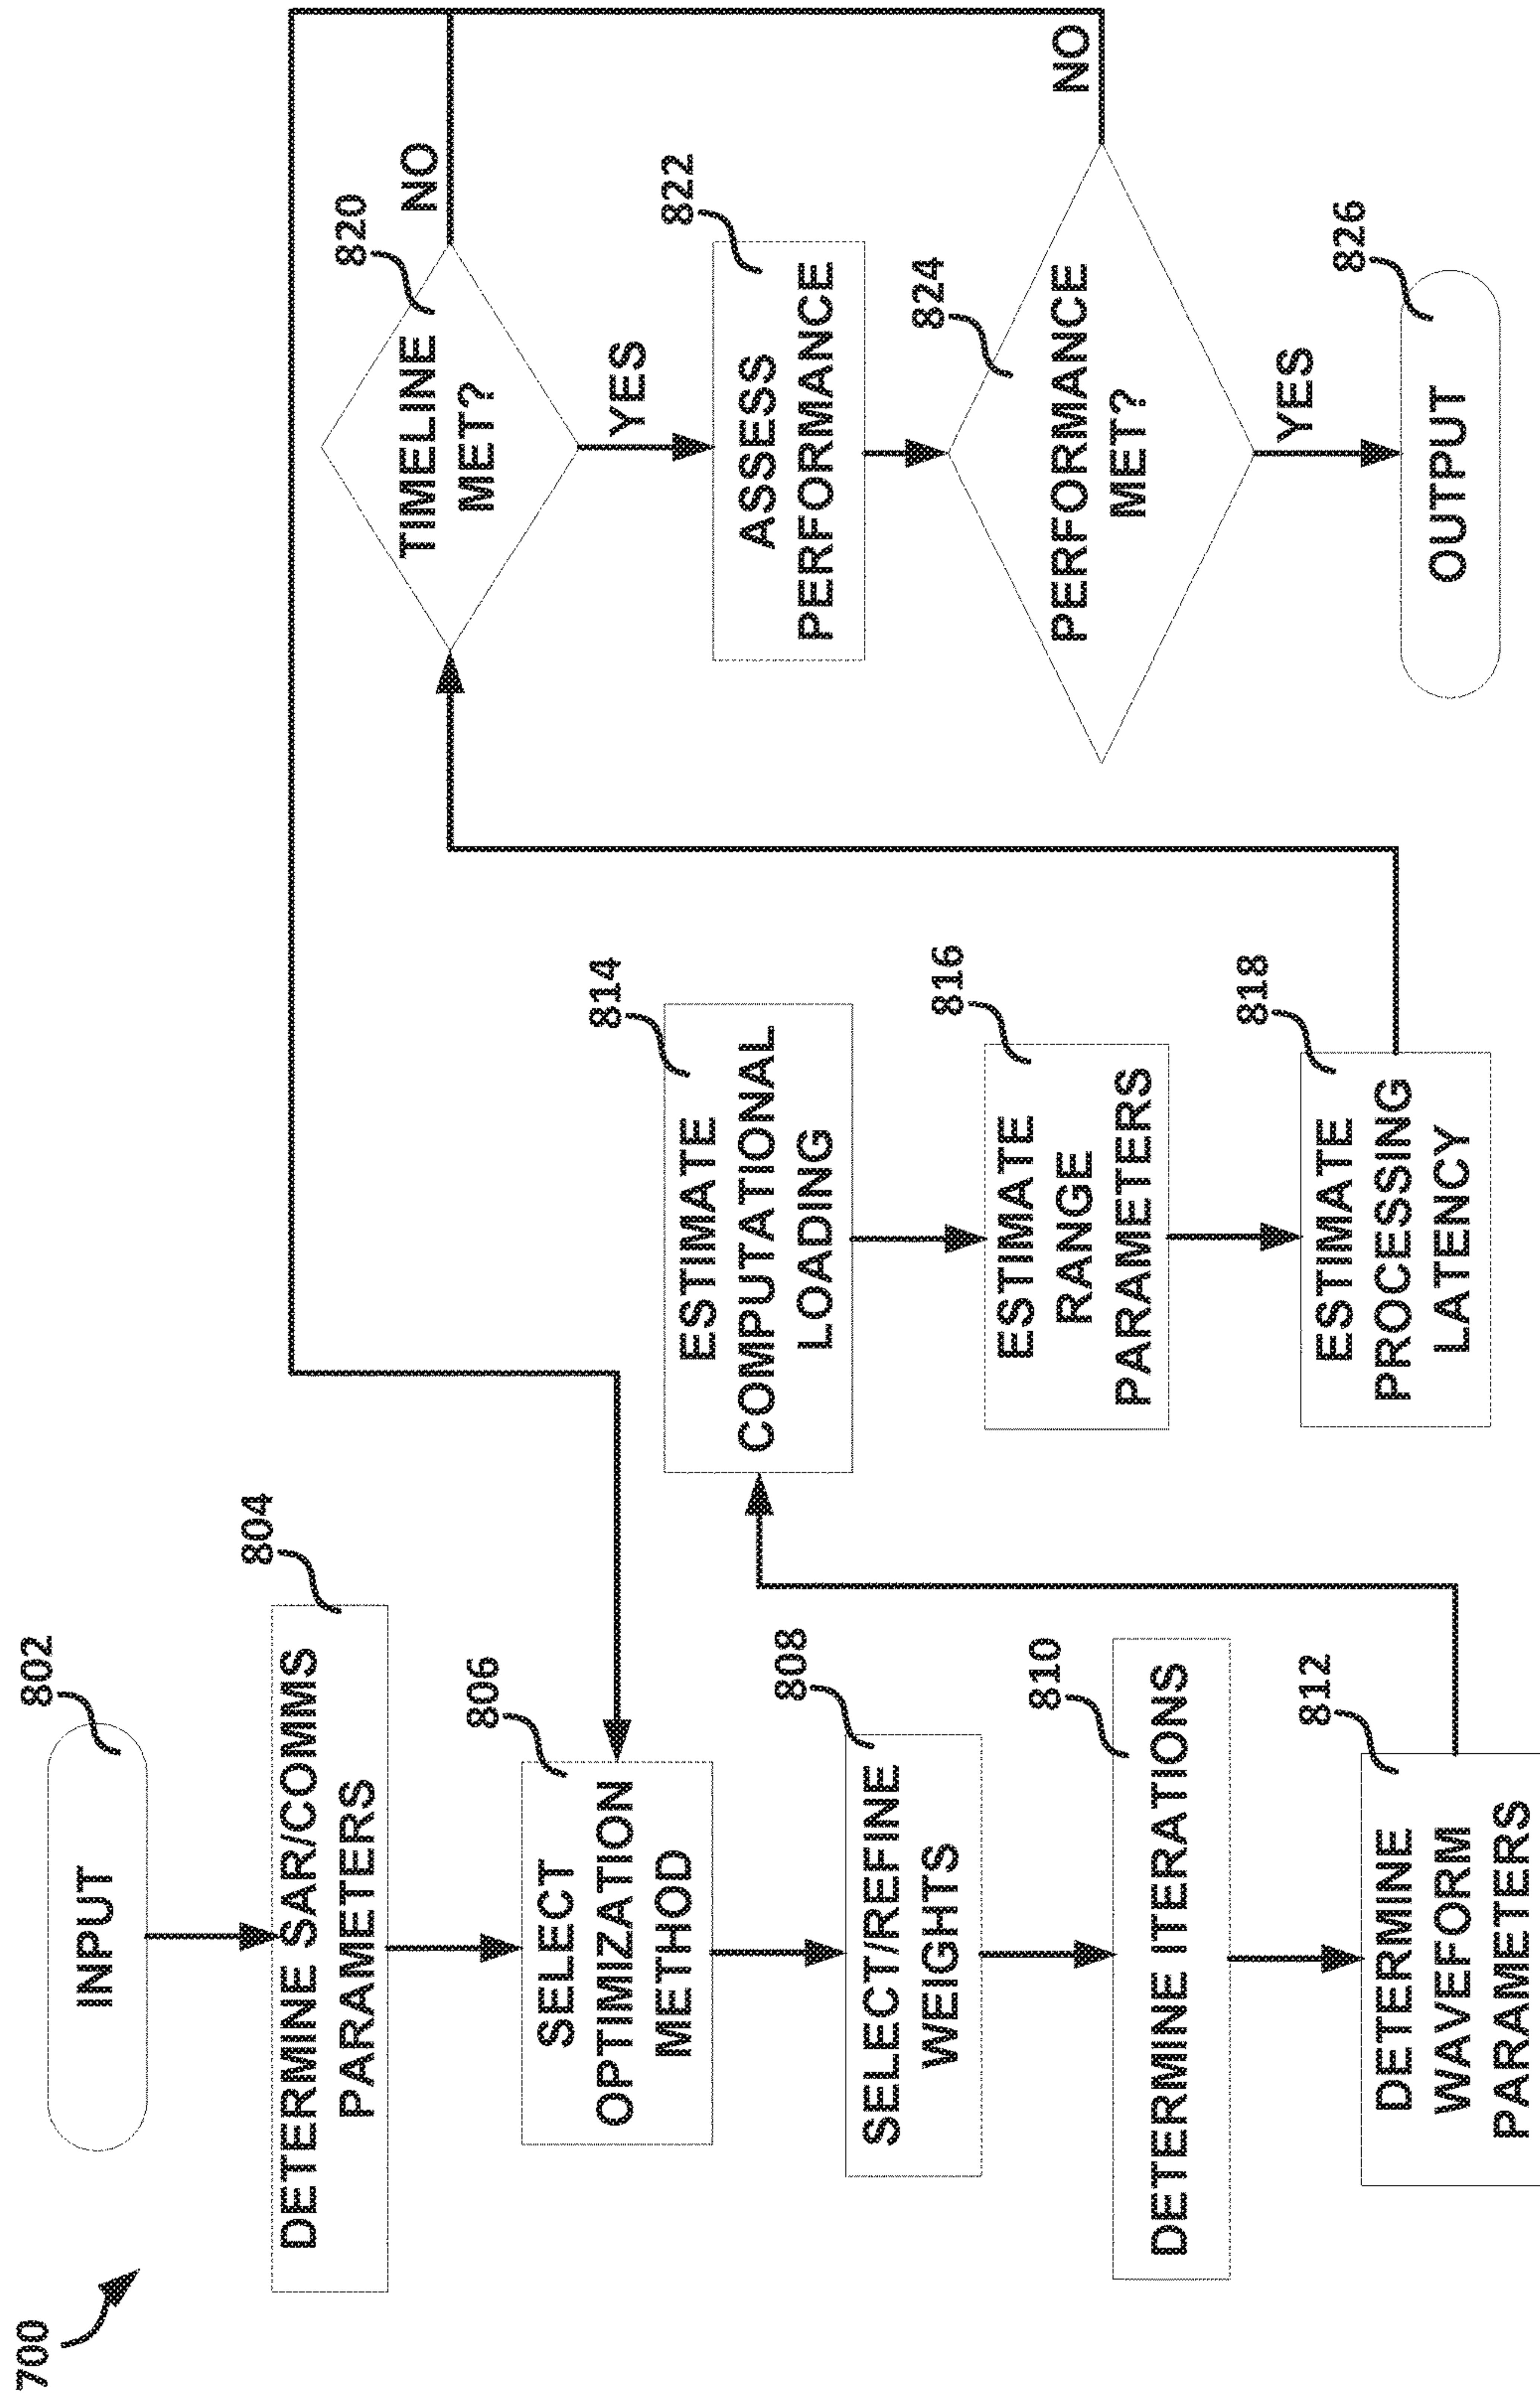 700
802
INPUT
804
DETERMINE SAR/COMMS
PARAMETERS
806
SELECT
OPTIMIZATION
METHOD
808
SELECT/REFINE
WEIGHTS
810
DETERMINE ITERATIONS
812
DETERMINE
WAVEFORM
PARAMETERS
814
ESTIMATE
COMPUTATIONAL
LOADING
816
ESTIMATE
RANGE
PARAMETERS
818
ESTIMATE
PROCESSING
LATENCY
820
TIMELINE
MET?
NO
YES
822
ASSESS
PERFORMANCE
824
PERFORMANCE
MET?
NO
YES
826
OUTPUT